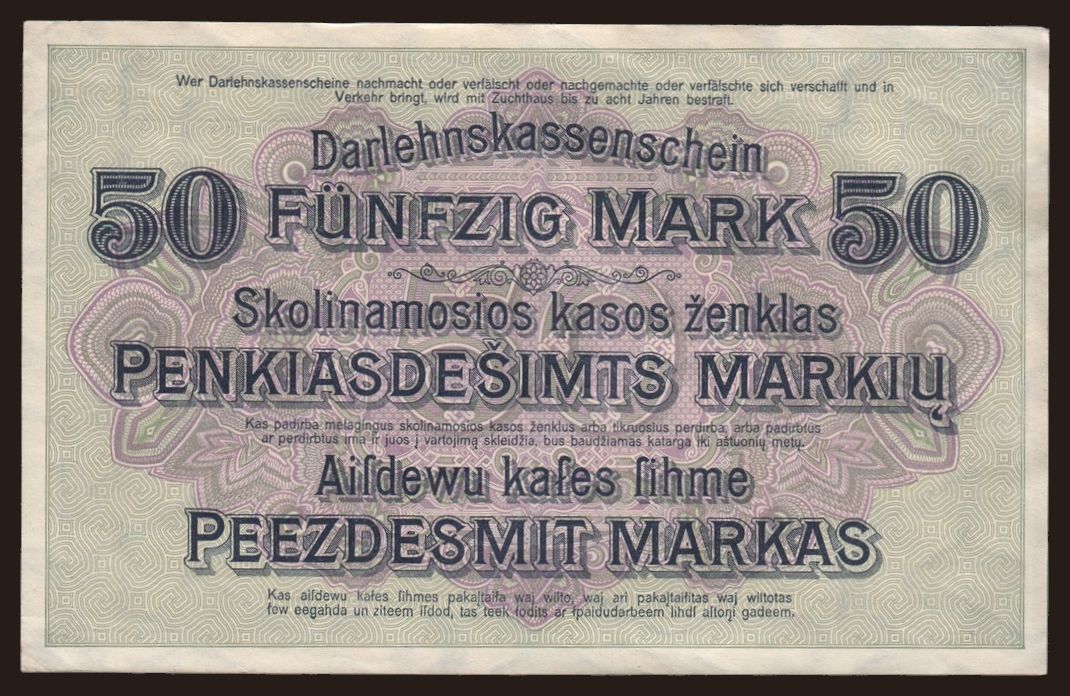 Wer Darlehnskassenscheine nachmacht oder verfälscht oder nachgemachte oder verfälschte sich verschafft und in
Verkehr bringt, wird mit Zuchthaus bis zu acht Jahren bestraft.
Darlehnskassenschein
50 FÜNFZIG MARK 50
Skolinamosios kasos ženklas
PENKIASDEŠIMTS MARKIŲ
Kas padirba melagingus skolinamosios kasos ženklus arba tikruosius perdirba, arba padirbtus
ar perdirbtus ima ir juos į vartojimą skleidžia, bus baudžiamas katarga iki aštuonių metų.
Aiſdewu kaſes ſihme
PEEZDESMIT MARKAS
Kas aiſdewu kaſes ſihmes pakaļtaiſa waj wilto, waj ari pakaļtaiſitas waj wiltotas
ſew eegahda un ziteem iſdod, tas teek ſodits ar ſpaidudarbeem lihdſ aſtoņi gadeem.